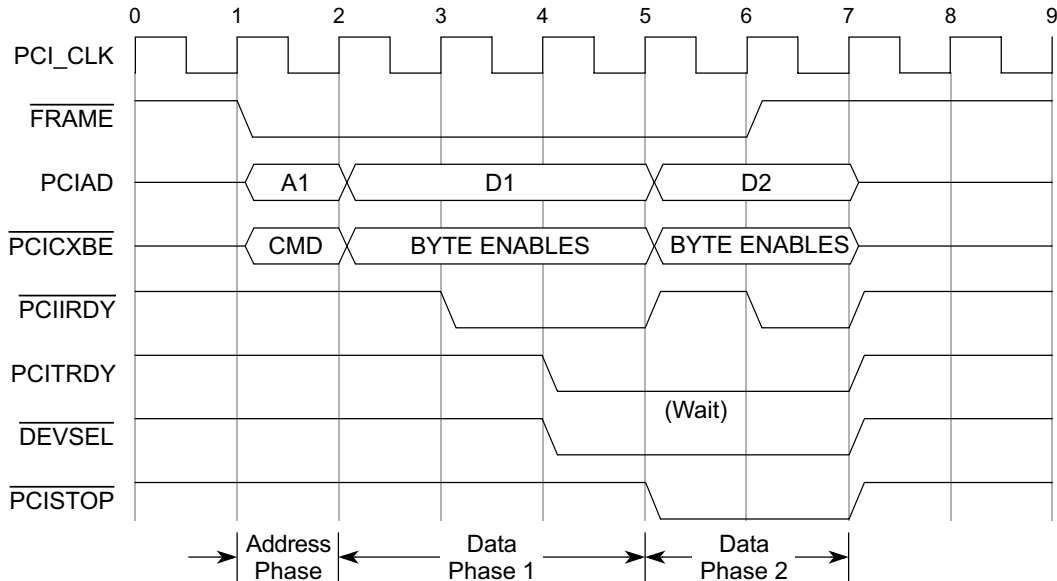 0 1 2 3 4 5 6 7 8 9
PCI_CLK
FRAME
PCIAD A1 D1 D2
PCICXBE CMD BYTE ENABLES BYTE ENABLES
PCIIRDY
PCITRDY
(Wait)
DEVSEL
PCISTOP
Address Phase
Data Phase 1
Data Phase 2